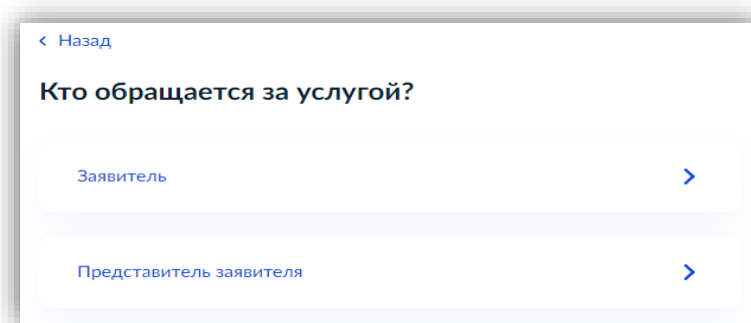 Назад
Кто обращается за услугой?
Заявитель
Представитель заявителя